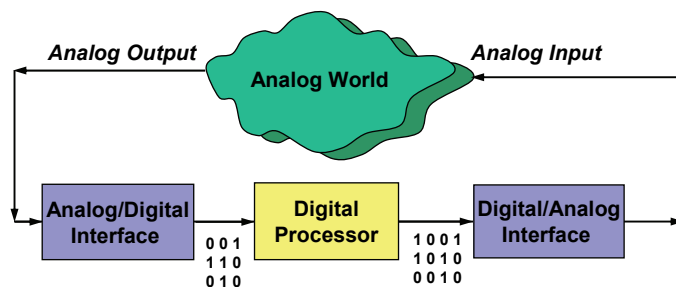 Analog Output
Analog Input
Analog World
Analog/Digital
Interface
Digital
Processor
Digital/Analog
Interface
0 0 1
1 1 0
0 1 0
1 0 0 1
1 0 1 0
0 0 1 0